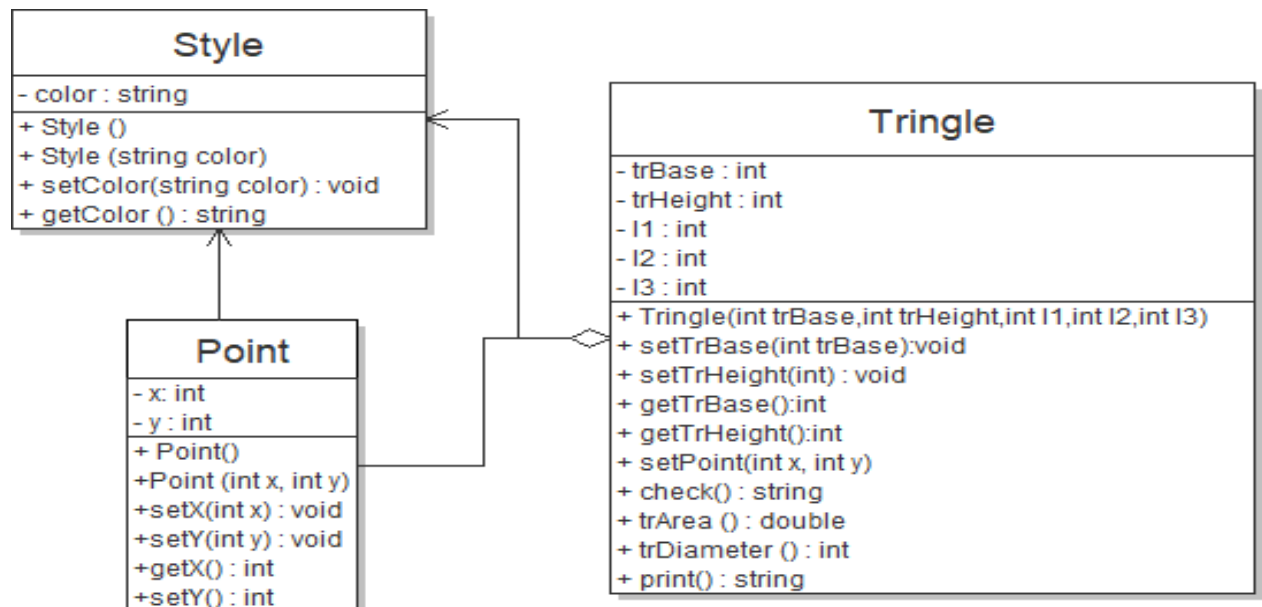 Style
- color : string
+ Style ()
+ Style (string color)
+ setColor(string color) : void
+ getColor () : string
Point
- x: int
- y : int
+ Point()
+Point (int x, int y)
+setX(int x) : void
+setY(int y) : void
+getX() : int
+setY() : int
Tringle
- trBase : int
- trHeight : int
- l1 : int
- l2 : int
- l3 : int
+ Tringle(int trBase,int trHeight,int l1,int l2,int l3)
+ setTrBase(int trBase):void
+ setTrHeight(int) : void
+ getTrBase():int
+ getTrHeight():int
+ setPoint(int x, int y)
+ check() : string
+ trArea () : double
+ trDiameter () : int
+ print() : string